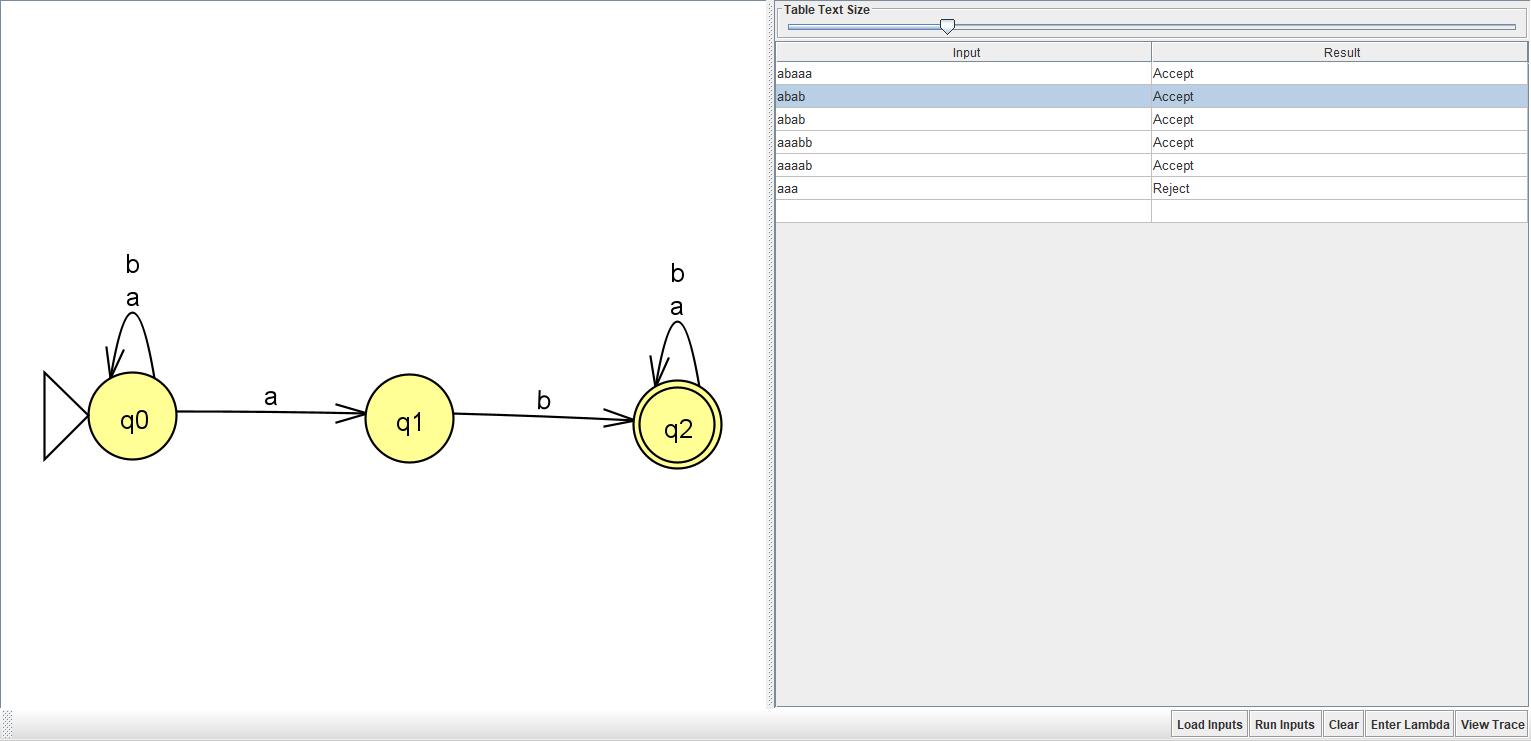 Table Text Size
Input Result
abaaa Accept
abab Accept
abab Accept
aaabb Accept
aaaab Accept
aaa Reject
b
a
b
a
q0
a
q1
b
q2
Load Inputs Run Inputs Clear Enter Lambda View Trace